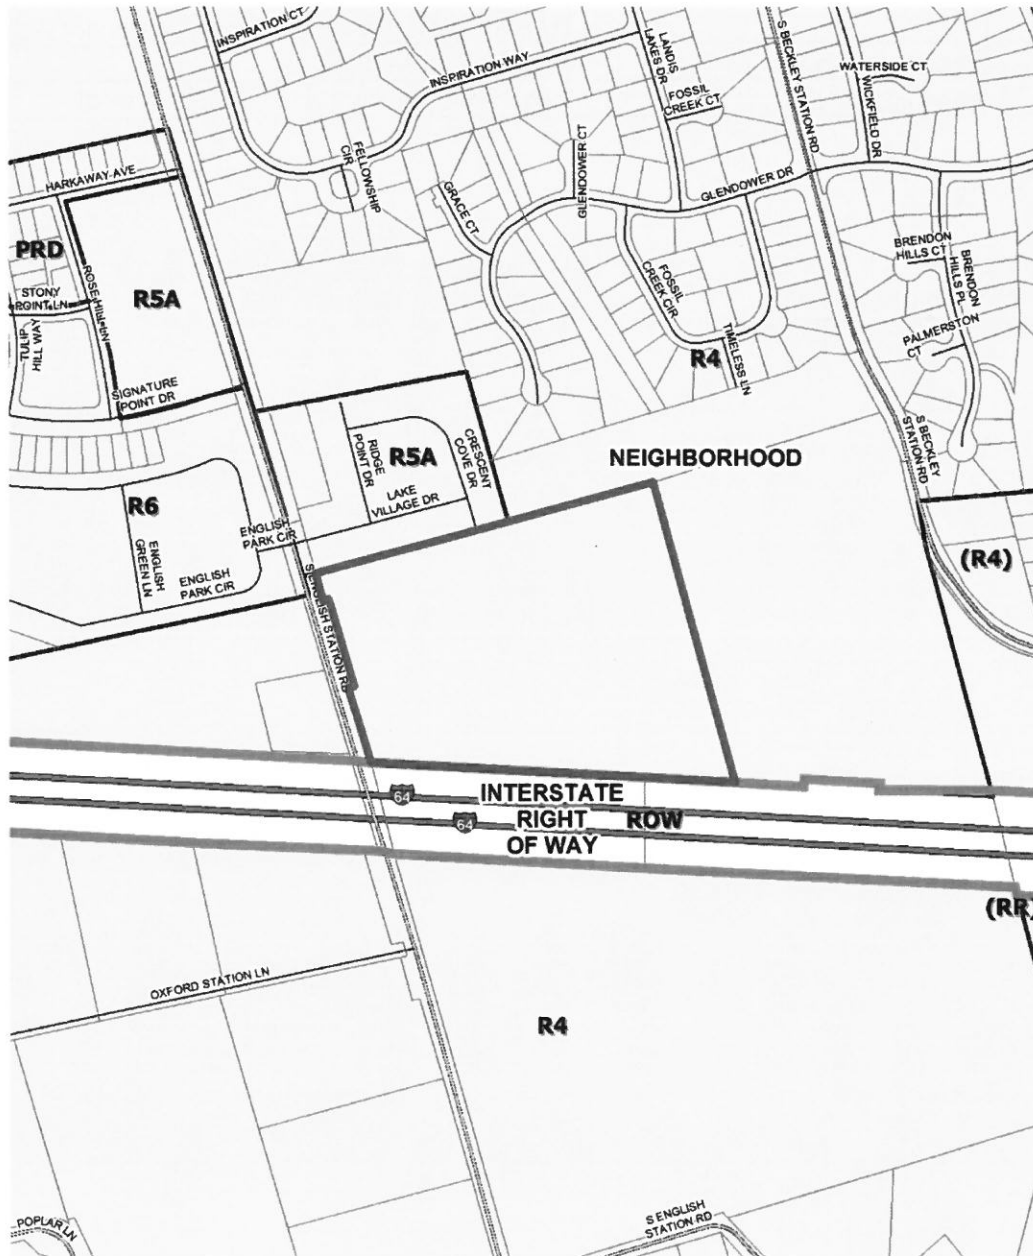 INSPIRATION CT
INSPIRATION WAY
LANDIS
LAKES DR
S BECKLEY STATION RD
WATERSIDE CT
WICKFIELD DR
FOSSIL
CREEK CT
HARKAWAY AVE
FELLOWSHIP
CIR
GRACE CT
GLENDOWER CT
GLENDOWER DR
PRD
ROSE HILL LN
R5A
STONY
POINT LN
TULIP
HILL WAY
FOSSIL
CREEK CIR
BRENDON
HILLS CT
BRENDON
HILLS PL
PALMERSTON
CT
TIMELESS LN
R4
SIGNATURE
POINT DR
RIDGE
POINT DR
R5A
CRESCENT
COVE DR
LAKE
VILLAGE DR
NEIGHBORHOOD
S BECKLEY
STATION RD
R6
ENGLISH
PARK CIR
ENGLISH
GREEN LN
ENGLISH
PARK CIR
S ENGLISH STATION RD
(R4)
64
INTERSTATE
64
RIGHT
ROW
OF WAY
(RR)
OXFORD STATION LN
R4
POPLAR LN
S ENGLISH
STATION RD